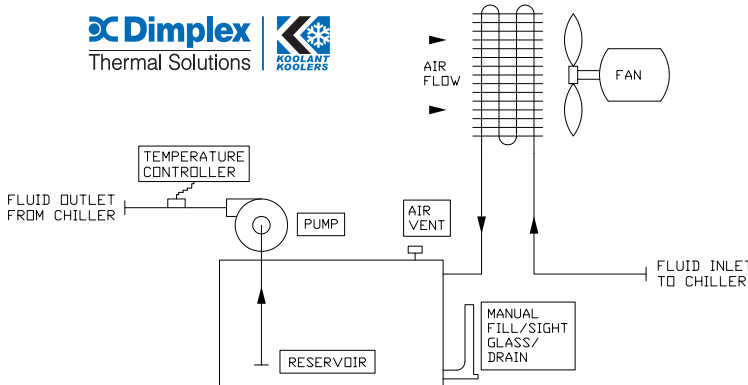 Dimplex
Thermal Solutions
KOOLANT
KOOLERS
AIR
FLOW
FAN
TEMPERATURE
CONTROLLER
FLUID OUTLET
FROM CHILLER
PUMP
AIR
VENT
FLUID INLET
TO CHILLER
MANUAL
FILL/SIGHT
GLASS/
DRAIN
RESERVOIR